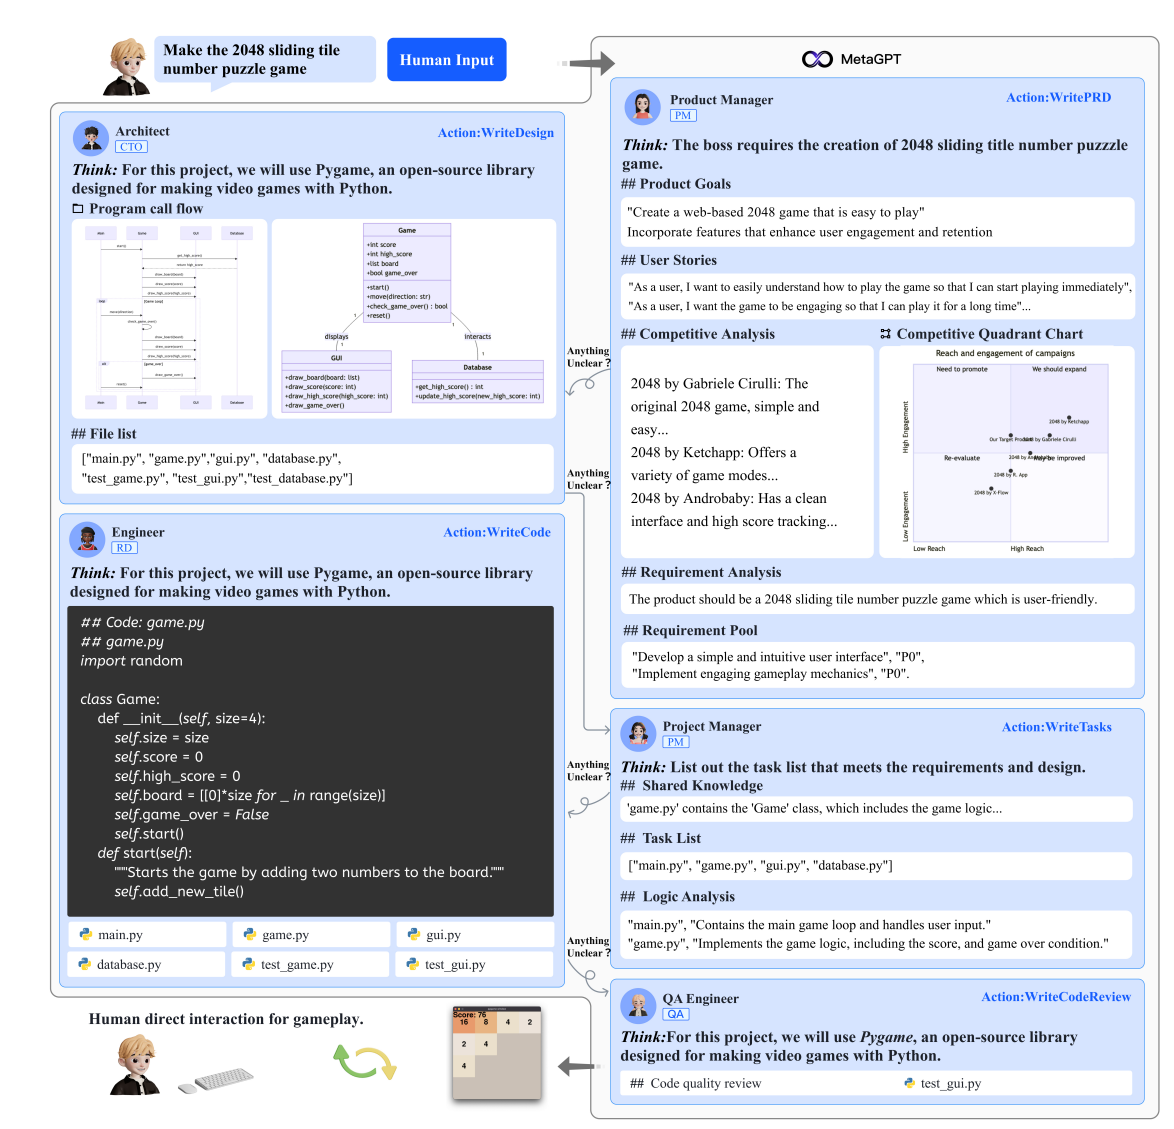 Make the 2048 sliding tile
number puzzle game
Human Input
MetaGPT
Product Manager
PM
Action:WritePRD
Think: The boss requires the creation of 2048 sliding title number puzzzle
game.
## Product Goals
"Create a web-based 2048 game that is easy to play"
Incorporate features that enhance user engagement and retention
## User Stories
"As a user, I want to easily understand how to play the game so that I can start playing immediately",
"As a user, I want the game to be engaging so that I can play it for a long time"...
## Competitive Analysis
2048 by Gabriele Cirulli: The
original 2048 game, simple and
easy...
2048 by Ketchapp: Offers a
variety of game modes...
2048 by Androbaby: Has a clean
interface and high score tracking...
Competitive Quadrant Chart
Reach and engagement of campaigns
Need to promote
We should expand
High Engagement
2048 by Ketchapp
Our Target Product
2048 by Gabriele Cirulli
Re-evaluate
May be improved
2048 by R. App
2048 by X-Flow
Low Engagement
Low Reach
High Reach
## Requirement Analysis
The product should be a 2048 sliding tile number puzzle game which is user-friendly.
## Requirement Pool
"Develop a simple and intuitive user interface", "P0",
"Implement engaging gameplay mechanics", "P0".
Anything
Unclear ?
Architect
CTO
Action:WriteDesign
Think: For this project, we will use Pygame, an open-source library
designed for making video games with Python.
Program call flow
Main
Game
GUI
Database
start()
get_high_score()
return high_score
draw_board(board)
draw_score(score)
draw_high_score(high_score)
loop
[Game Loop]
move(direction)
check_game_over()
draw_board(board)
draw_score(score)
draw_high_score(high_score)
alt
[game_over]
draw_game_over()
reset()
Main
Game
GUI
Database
Game
+int score
+int high_score
+list board
+bool game_over
+start()
+move(direction: str)
+check_game_over() : bool
+reset()
1
1
displays
interacts
1
1
GUI
+draw_board(board: list)
+draw_score(score: int)
+draw_high_score(high_score: int)
+draw_game_over()
Database
+get_high_score() : int
+update_high_score(new_high_score: int)
## File list
["main.py", "game.py","gui.py", "database.py",
"test_game.py", "test_gui.py","test_database.py"]
Anything
Unclear ?
Project Manager
PM
Action:WriteTasks
Think: List out the task list that meets the requirements and design.
## Shared Knowledge
'game.py' contains the 'Game' class, which includes the game logic...
## Task List
["main.py", "game.py", "gui.py", "database.py"]
## Logic Analysis
"main.py", "Contains the main game loop and handles user input."
"game.py", "Implements the game logic, including the score, and game over condition."
Anything
Unclear ?
Engineer
RD
Action:WriteCode
Think: For this project, we will use Pygame, an open-source library
designed for making video games with Python.
## Code: game.py
## game.py
import random
class Game:
def __init__(self, size=4):
self.size = size
self.score = 0
self.high_score = 0
self.board = [[0]*size for _ in range(size)]
self.game_over = False
self.start()
def start(self):
"""Starts the game by adding two numbers to the board."""
self.add_new_tile()
main.py
game.py
gui.py
database.py
test_game.py
test_gui.py
Anything
Unclear ?
QA Engineer
QA
Action:WriteCodeReview
Think:For this project, we will use Pygame, an open-source library
designed for making video games with Python.
## Code quality review
test_gui.py
Human direct interaction for gameplay.
Score: 76
16 8 4 2
2 4
4